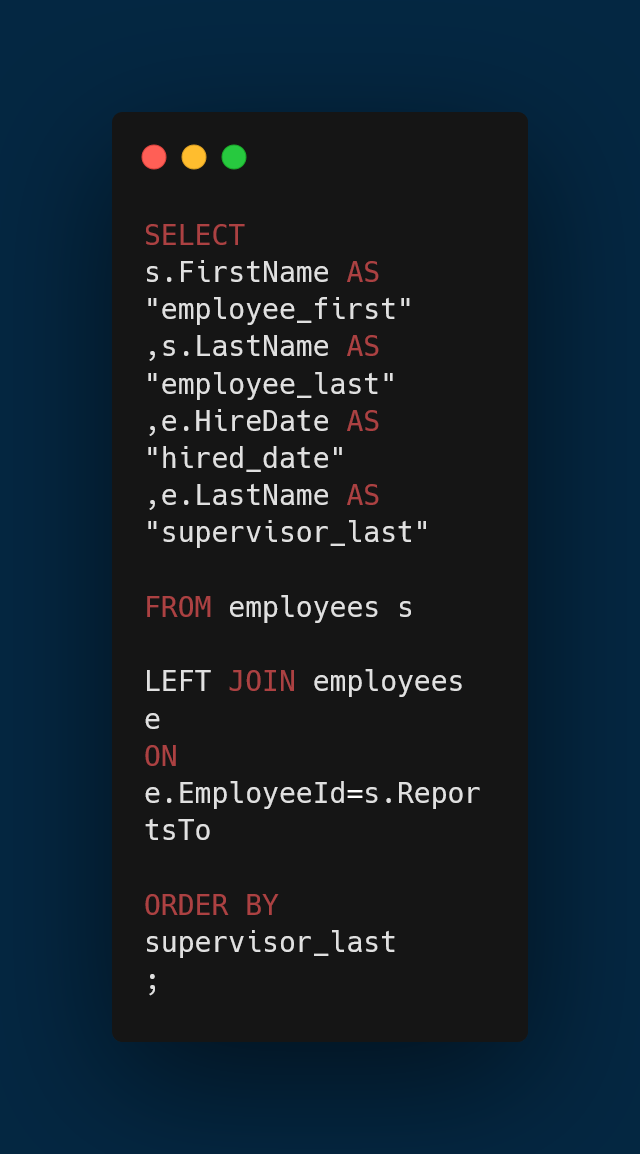 SELECT
s.FirstName AS
"employee_first"
,s.LastName AS
"employee_last"
,e.HireDate AS
"hired_date"
,e.LastName AS
"supervisor_last"
FROM employees s
LEFT JOIN employees
e
ON
e.EmployeeId=s.Repor
tsTo
ORDER BY
supervisor_last
;